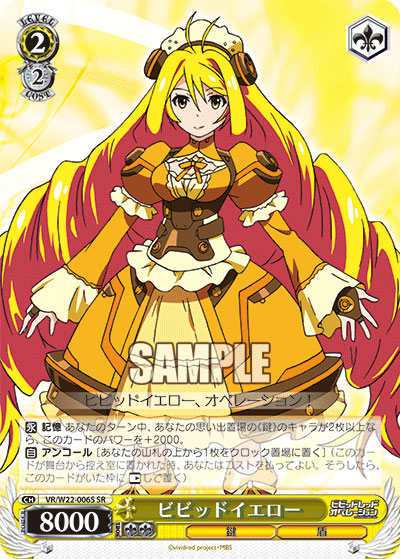 LEVEL
2
2
COST
SAMPLE
ビビッドイエロー、オペレーション!
永 記憶 あなたのターン中、あなたの思い出置場の《鍵》のキャラが2枚以上なら、
このカードのパワーを+2000。
自 アンコール [あなたの山札の上から1枚をクロック置場に置く] (このカード
が舞台から控え室に置かれた時、あなたはコストを払ってよい。そうしたら、
このカードがいた枠にレストして置く)
CH VR/W22-006S SR
8000
ビビッドイエロー
鍵 盾
ビビッドレッド・オペレーション
©vividred project・MBS